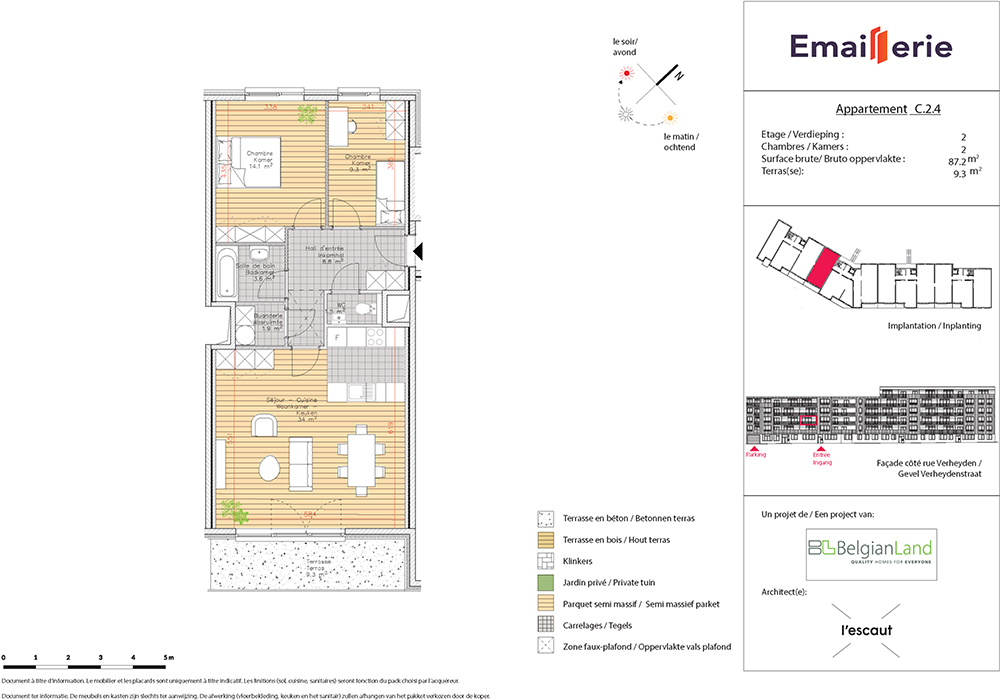 Emaillerie
Appartement C.2.4
Etage / Verdieping : 2
Chambres / Kamers : 2
Surface brute/ Bruto oppervlakte : 87.2 m²
Terras(se): 9.3 m²
le soir/
avond
N
le matin /
ochtend
338
241
Chambre
Kamer
14.1 m²
Chambre
Kamer
9.3 m²
385
Hall d'entrée
Inkomhal
8.8 m²
Salle de bain
Badkamer
3.6 m²
WC
1.5 m²
Buanderie
Wasruimte
1.9 m²
F
Séjour - Cuisine
Woonkamer -
Keuken
34 m²
551
619
584
Terrasse
Terras
9.3 m²
Implantation / Inplanting
Parking
Entrée
Ingang
Façade côté rue Verheyden /
Gevel Verheydenstraat
Terrasse en béton / Betonnen terras
Terrasse en bois / Hout terras
Klinkers
Jardin privé / Private tuin
Parquet semi massif / Semi massief parket
Carrelages / Tegels
Zone faux-plafond / Oppervlakte vals plafond
Un projet de / Een project van:
BelgianLand
QUALITY HOMES FOR EVERYONE
Architect(e):
l'escaut
0 1 2 3 4 5 m
Document à titre d'information. Le mobilier et les placards sont uniquement à titre indicatif. Les finitions (sol, cuisine, sanitaires) seront fonction du pack choisi par l'acquéreur.
Document ter informatie. De meubels en kasten zijn slechts ter aanwijzing. De afwerking (vloerbekleding, keuken en het sanitair) zullen afhangen van het pakket verkozen door de koper.